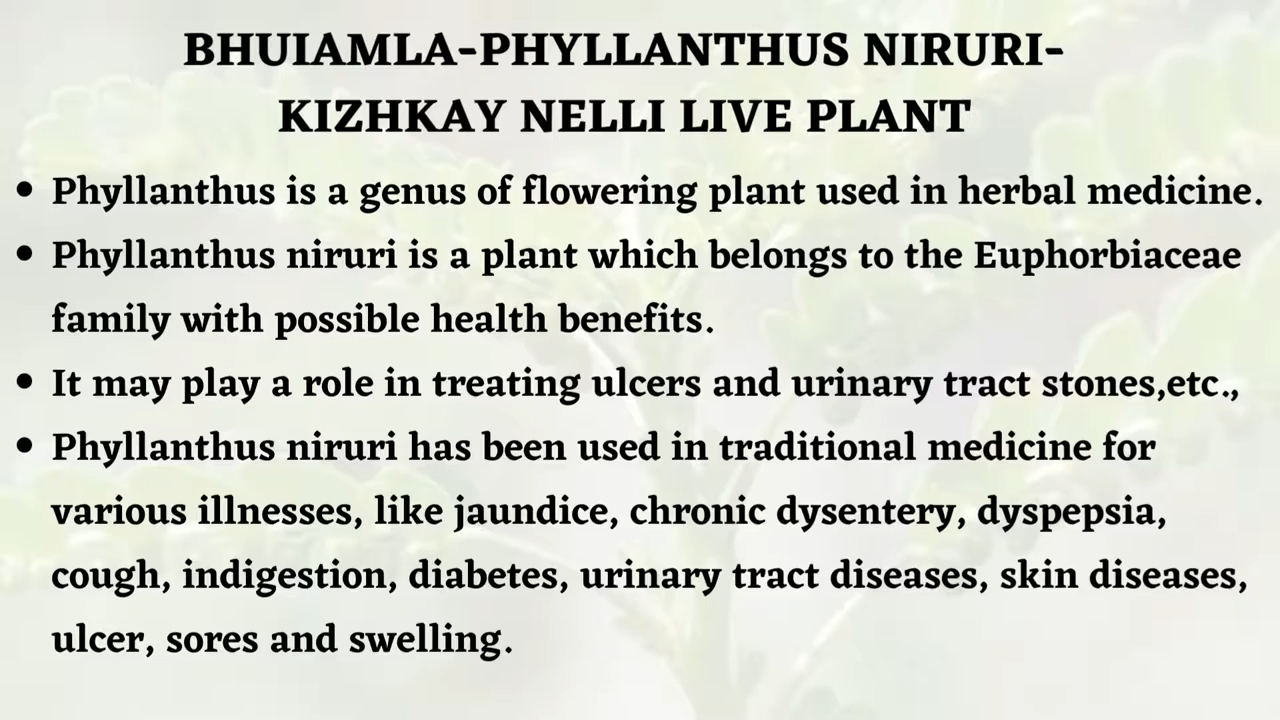 BHUIAMLA-PHYLLANTHUS NIRURI-
KIZHKAY NELLI LIVE PLANT
• Phyllanthus is a genus of flowering plant used in herbal medicine.
• Phyllanthus niruri is a plant which belongs to the Euphorbiaceae
family with possible health benefits.
• It may play a role in treating ulcers and urinary tract stones,etc.,
• Phyllanthus niruri has been used in traditional medicine for
various illnesses, like jaundice, chronic dysentery, dyspepsia,
cough, indigestion, diabetes, urinary tract diseases, skin diseases,
ulcer, sores and swelling.